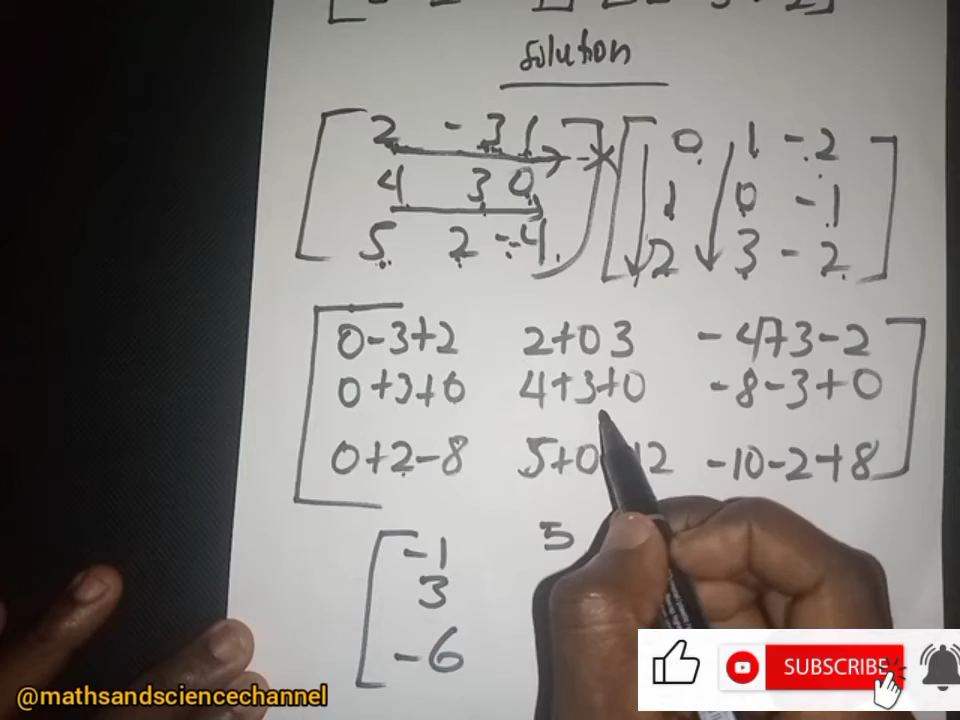 solution
2 -3 1 × 0 1 -2
4 3 0 1 0 -1
5 2 -4 2 3 -2
0-3+2 2+0 3 -4+3-2
0+3+0 4+3+0 -8-3+0
0+2-8 5+0 12 -10-2+8
-1 5
3
-6
SUBSCRIBE
@mathsandsciencechannel